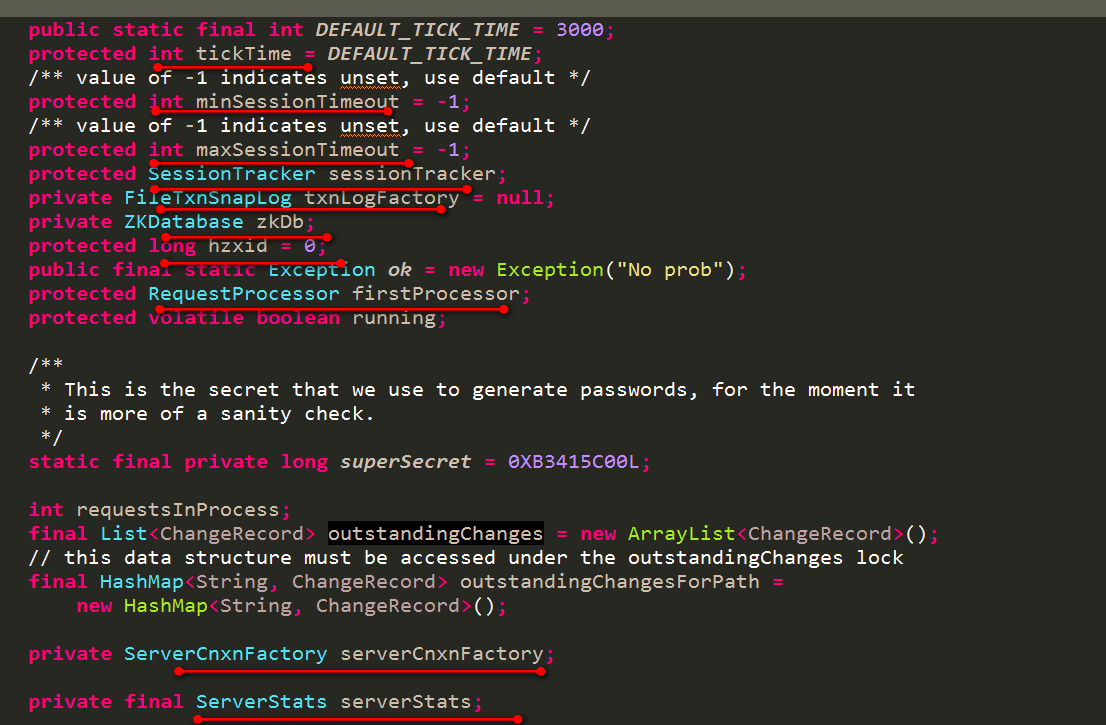 public static final int DEFAULT_TICK_TIME = 3000;
protected int tickTime = DEFAULT_TICK_TIME;
/** value of -1 indicates unset, use default */
protected int minSessionTimeout = -1;
/** value of -1 indicates unset, use default */
protected int maxSessionTimeout = -1;
protected SessionTracker sessionTracker;
private FileTxnSnapLog txnLogFactory = null;
private ZKDatabase zkDb;
protected long hzxid = 0;
public final static Exception ok = new Exception("No prob");
protected RequestProcessor firstProcessor;
protected volatile boolean running;
/**
* This is the secret that we use to generate passwords, for the moment it
* is more of a sanity check.
*/
static final private long superSecret = 0XB3415C00L;
int requestsInProcess;
final List<ChangeRecord> outstandingChanges = new ArrayList<ChangeRecord>();
// this data structure must be accessed under the outstandingChanges lock
final HashMap<String, ChangeRecord> outstandingChangesForPath =
new HashMap<String, ChangeRecord>();
private ServerCnxnFactory serverCnxnFactory;
private final ServerStats serverStats;